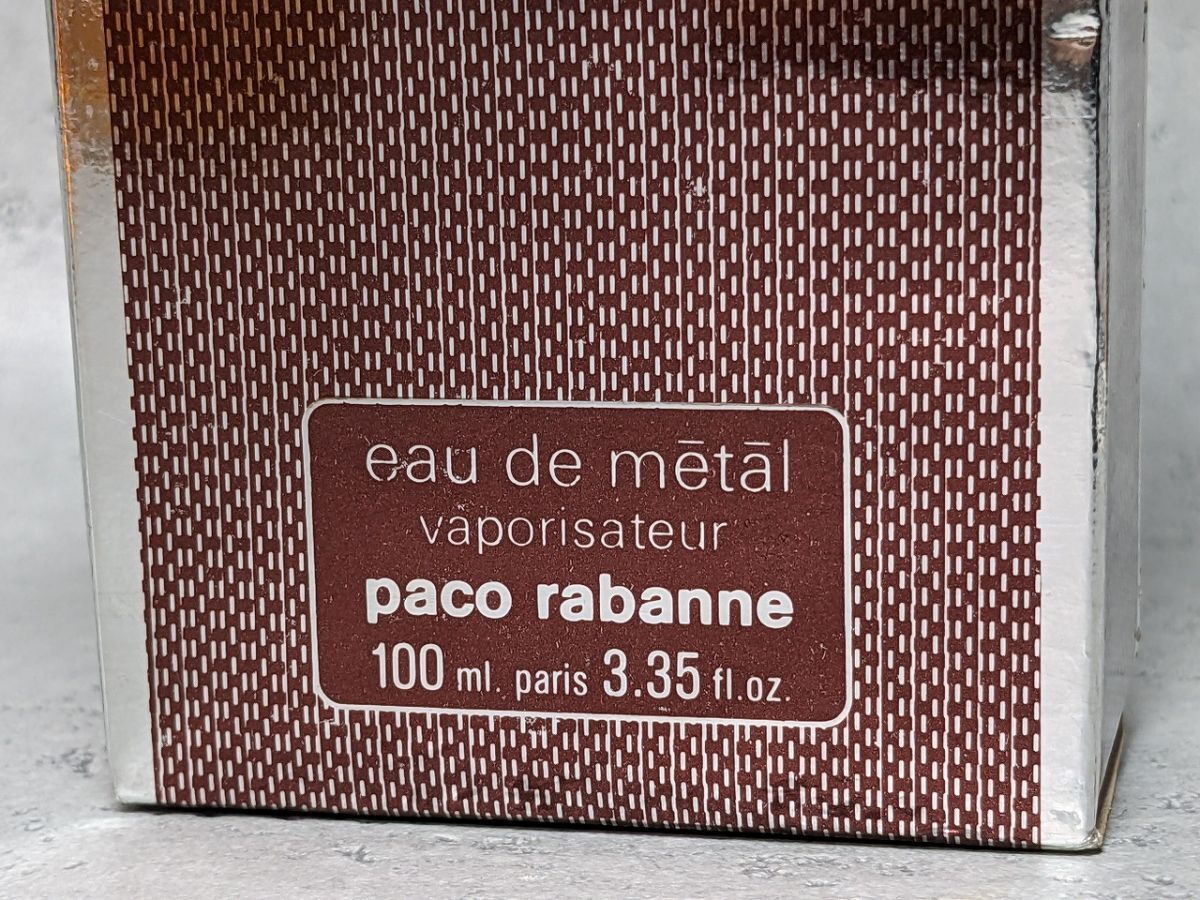 eau de mētāl
vaporisateur
paco rabanne
100 ml. paris 3.35 fl.oz.